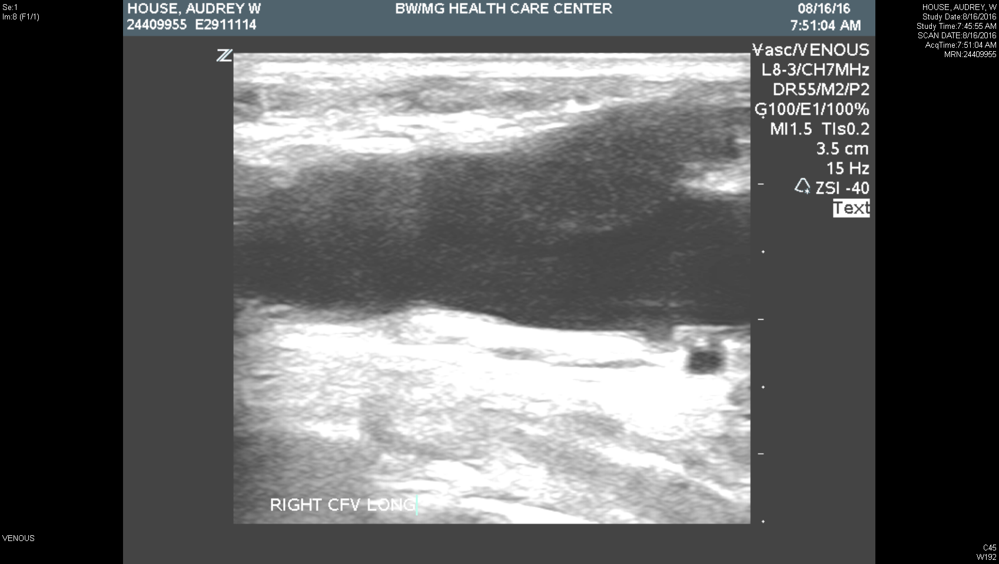 Se:1
Im:8 (F1/1)
HOUSE, AUDREY W
BW/MG HEALTH CARE CENTER
08/16/16
24409955 E2911114
7:51:04 AM
HOUSE, AUDREY, W
Study Date:8/16/2016
Study Time:7:45:55 AM
SCAN DATE:8/16/2016
AcqTime:7:51:04 AM
MRN:24409955
Z
Vasc/VENOUS
L8-3/CH7MHz
DR55/M2/P2
G100/E1/100%
MI1.5 TIs0.2
3.5 cm
15 Hz
ZSI -40
Text
RIGHT CFV LONG
VENOUS
C45
W192